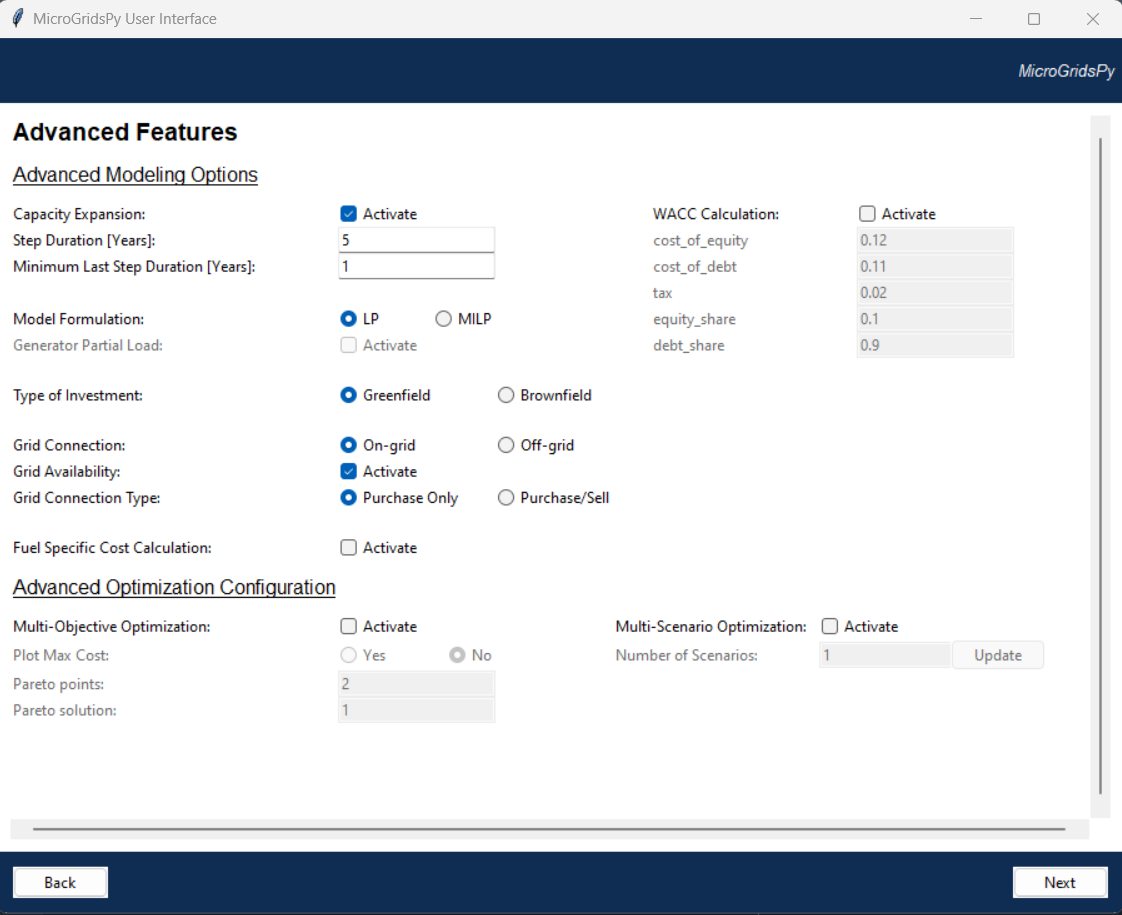 MicroGridsPy User Interface
MicroGridsPy
Advanced Features
Advanced Modeling Options
Capacity Expansion: Activate WACC Calculation: Activate
Step Duration [Years]: 5 cost_of_equity 0.12
Minimum Last Step Duration [Years]: 1 cost_of_debt 0.11
tax 0.02
Model Formulation: LP MILP equity_share 0.1
Generator Partial Load: Activate debt_share 0.9
Type of Investment: Greenfield Brownfield
Grid Connection: On-grid Off-grid
Grid Availability: Activate
Grid Connection Type: Purchase Only Purchase/Sell
Fuel Specific Cost Calculation: Activate
Advanced Optimization Configuration
Multi-Objective Optimization: Activate Multi-Scenario Optimization: Activate
Plot Max Cost: Yes No Number of Scenarios: 1 Update
Pareto points: 2
Pareto solution: 1
Back Next